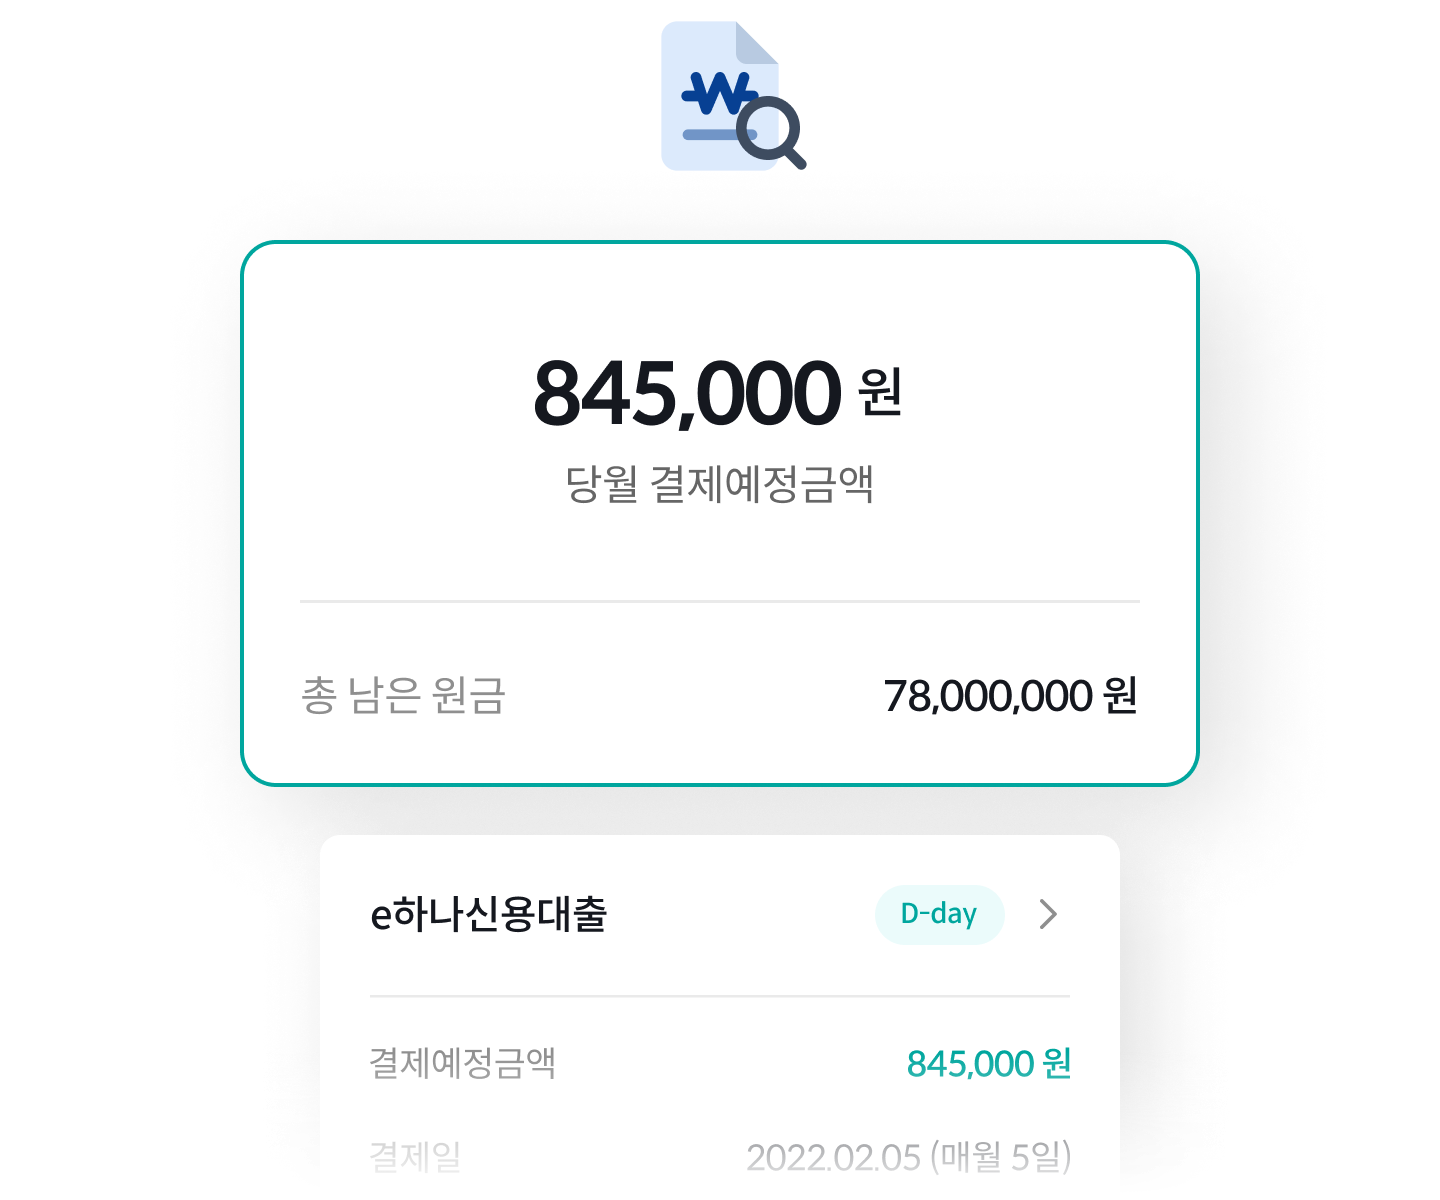 845,000 원
당월 결제예정금액
총 남은 원금 78,000,000 원
e하나신용대출 D-day
결제예정금액 845,000 원
결제일 2022.02.05 (매월 5일)